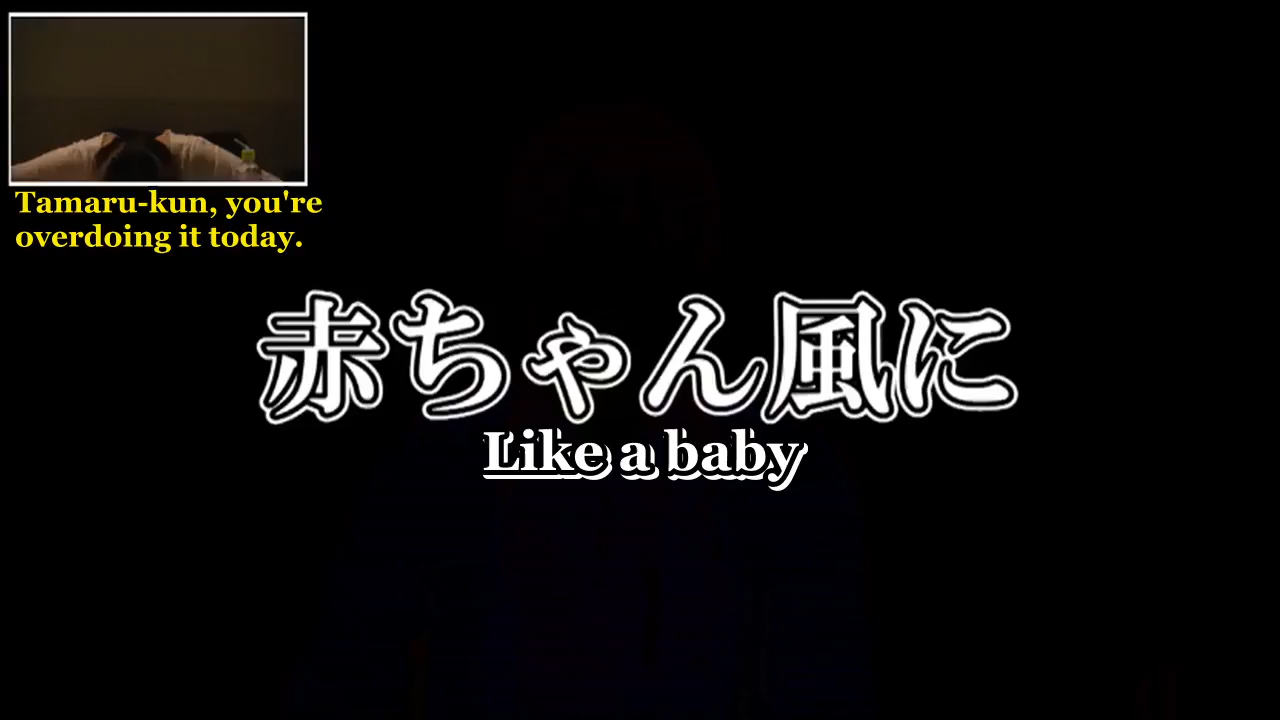 Tamaru-kun, you're
overdoing it today.
赤ちゃん風に
Like a baby